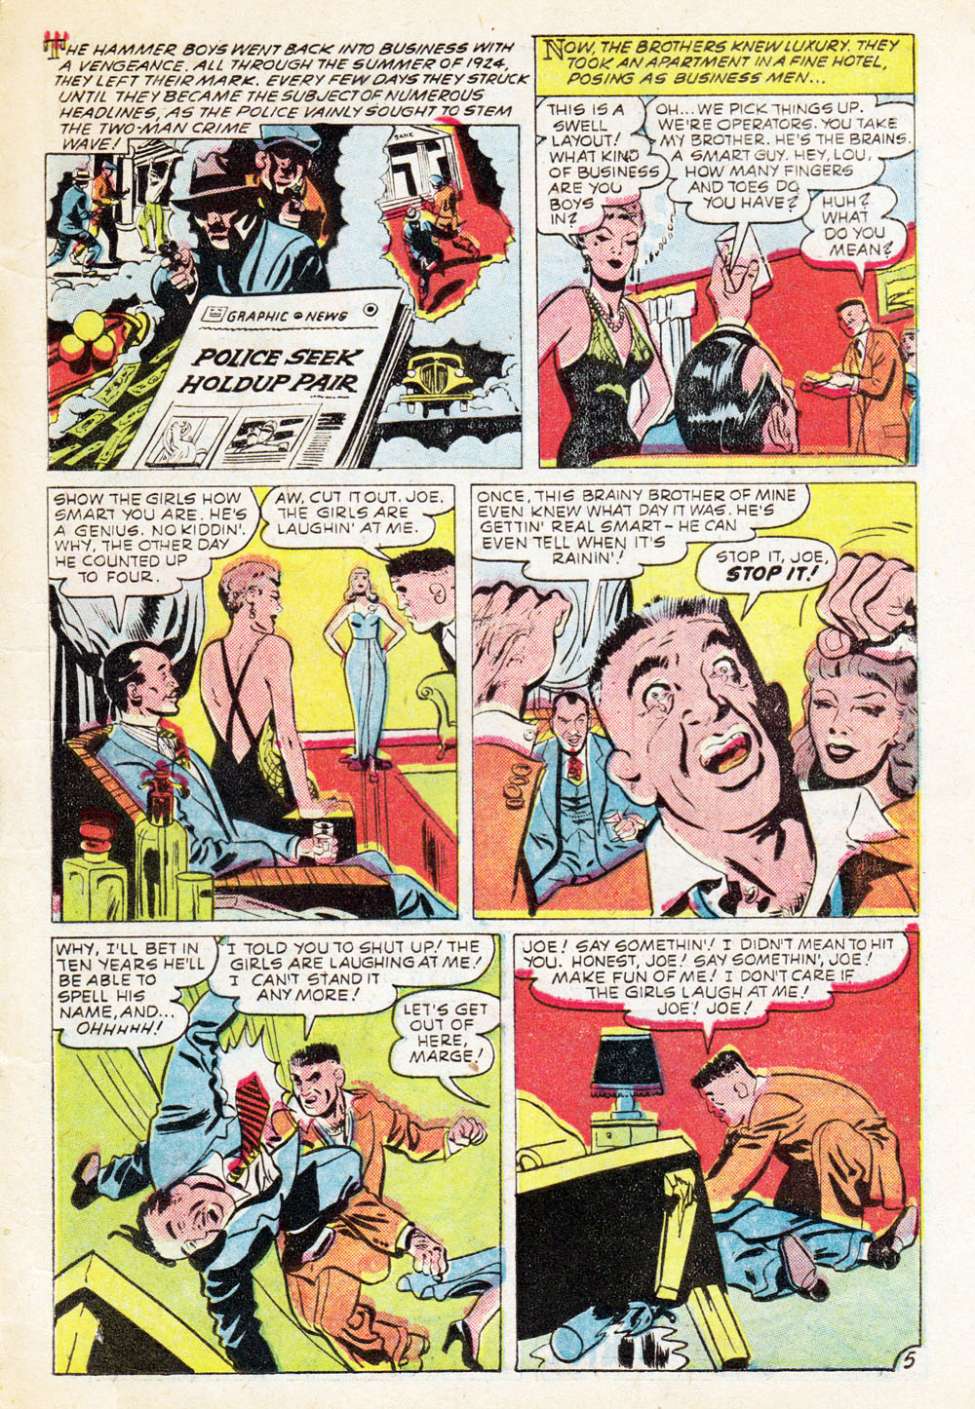 THE HAMMER BOYS WENT BACK INTO BUSINESS WITH
A VENGEANCE. ALL THROUGH THE SUMMER OF 1924,
THEY LEFT THEIR MARK. EVERY FEW DAYS THEY STRUCK
UNTIL THEY BECAME THE SUBJECT OF NUMEROUS
HEADLINES, AS THE POLICE VAINLY SOUGHT TO STEM
THE TWO-MAN CRIME
WAVE!
BANK
GRAPHIC NEWS
POLICE SEEK
HOLDUP PAIR
NOW, THE BROTHERS KNEW LUXURY. THEY
TOOK AN APARTMENT IN A FINE HOTEL,
POSING AS BUSINESS MEN...
THIS IS A
SWELL
LAYOUT!
WHAT KIND
OF BUSINESS
ARE YOU
BOYS
IN?
OH... WE PICK THINGS UP.
WE'RE OPERATORS. YOU TAKE
MY BROTHER. HE'S THE BRAINS.
A SMART GUY. HEY, LOU,
HOW MANY FINGERS
AND TOES DO
YOU HAVE?
HUH?
WHAT
DO YOU
MEAN?
SHOW THE GIRLS HOW
SMART YOU ARE. HE'S
A GENIUS. NO KIDDIN'.
WHY, THE OTHER DAY
HE COUNTED UP
TO FOUR.
AW, CUT IT OUT, JOE.
THE GIRLS ARE
LAUGHIN' AT ME.
ONCE, THIS BRAINY BROTHER OF MINE
EVEN KNEW WHAT DAY IT WAS. HE'S
GETTIN' REAL SMART - HE CAN
EVEN TELL WHEN IT'S
RAININ'!
STOP IT, JOE,
STOP IT!
WHY, I'LL BET IN
TEN YEARS HE'LL
BE ABLE TO
SPELL HIS
NAME, AND...
OHHHHH!
I TOLD YOU TO SHUT UP! THE
GIRLS ARE LAUGHING AT ME!
I CAN'T STAND IT
ANY MORE!
LET'S GET
OUT OF
HERE,
MARGE!
JOE! SAY SOMETHIN'! I DIDN'T MEAN TO HIT
YOU. HONEST, JOE! SAY SOMETHIN', JOE!
MAKE FUN OF ME! I DON'T CARE IF
THE GIRLS LAUGH AT ME!
JOE! JOE!
5